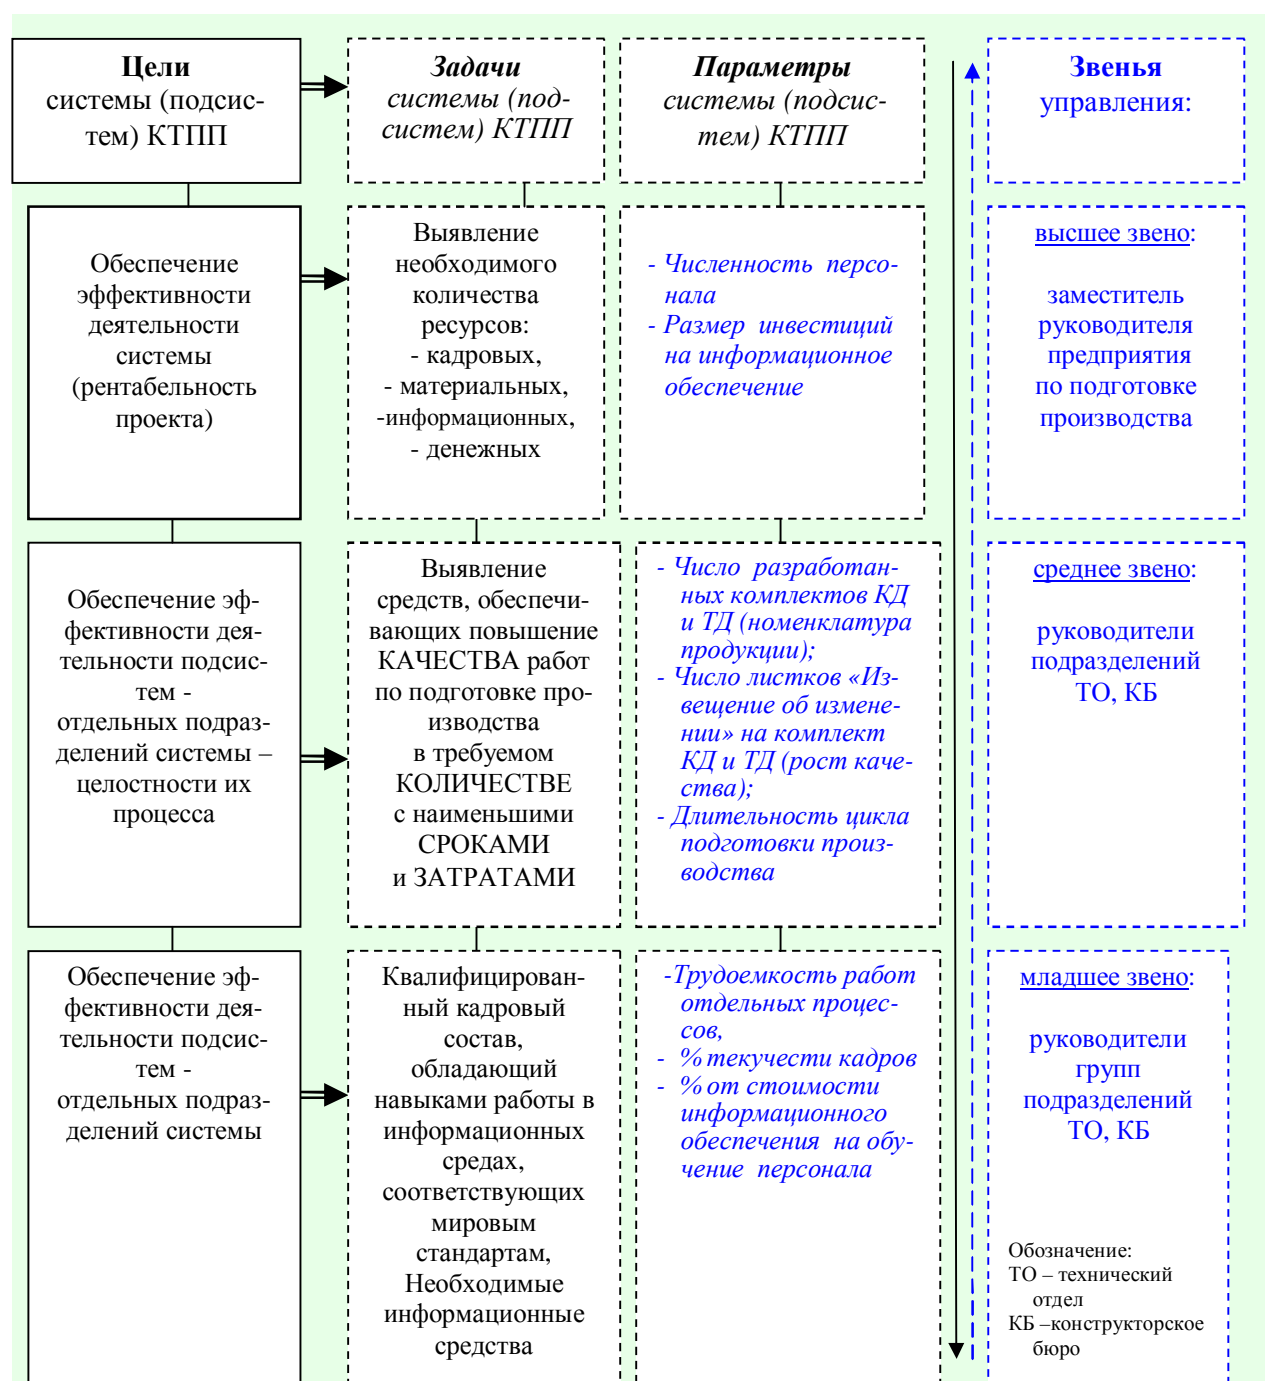 Цели
системы (подсис-
тем) КТПП
Задачи
системы (под-
систем) КТПП
Параметры
системы (подсис-
тем) КТПП
Звенья
управления:
Обеспечение
эффективности
деятельности
системы
(рентабельность
проекта)
Выявление
необходимого
количества
ресурсов:
- кадровых,
- материальных,
-информационных,
- денежных
- Численность персо-
нала
- Размер инвестиций
на информационное
обеспечение
высшее звено:
заместитель
руководителя
предприятия
по подготовке
производства
Обеспечение эф-
фективности дея-
тельности подсис-
тем -
отдельных подраз-
делений системы –
целостности их
процесса
Выявление
средств, обеспечи-
вающих повышение
КАЧЕСТВА работ
по подготовке про-
изводства
в требуемом
КОЛИЧЕСТВЕ
с наименьшими
СРОКАМИ
и ЗАТРАТАМИ
- Число разработан-
ных комплектов КД
и ТД (номенклатура
продукции);
- Число листков «Из-
вещение об измене-
нии» на комплект
КД и ТД (рост каче-
ства);
- Длительность цикла
подготовки произ-
водства
среднее звено:
руководители
подразделений
ТО, КБ
Обеспечение эф-
фективности дея-
тельности подсис-
тем -
отдельных подраз-
делений системы
Квалифицирован-
ный кадровый
состав,
обладающий
навыками работы в
информационных
средах,
соответствующих
мировым
стандартам,
Необходимые
информационные
средства
-Трудоемкость работ
отдельных процес-
сов,
- % текучести кадров
- % от стоимости
информационного
обеспечения на обу-
чение персонала
младшее звено:
руководители
групп
подразделений
ТО, КБ
Обозначение:
ТО – технический
отдел
КБ –конструкторское
бюро